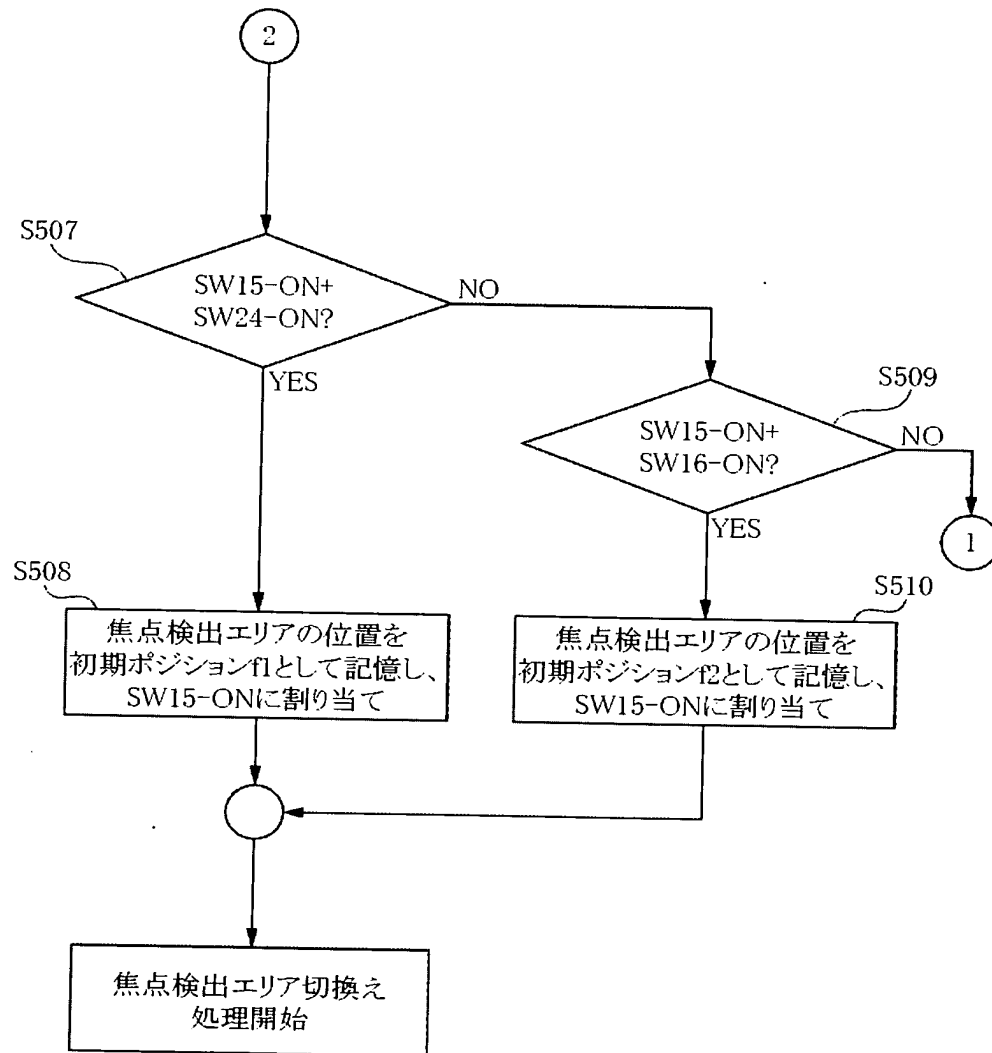 2
S507
SW15-ON+
SW24-ON?
NO
YES
S509
SW15-ON+
SW16-ON?
NO
YES
1
S508
焦点検出エリアの位置を
初期ポジションf1として記憶し、
SW15-ONに割り当て
S510
焦点検出エリアの位置を
初期ポジションf2として記憶し、
SW15-ONに割り当て
焦点検出エリア切換え
処理開始